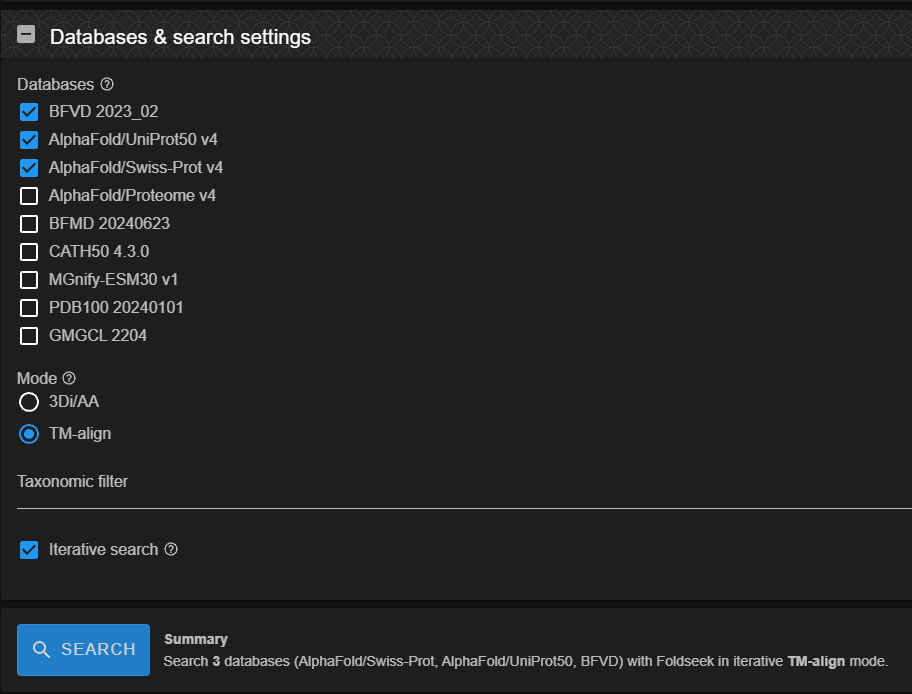 Databases & search settings
Databases
BFVD 2023_02
AlphaFold/UniProt50 v4
AlphaFold/Swiss-Prot v4
AlphaFold/Proteome v4
BFMD 20240623
CATH50 4.3.0
MGnify-ESM30 v1
PDB100 20240101
GMGCL 2204
Mode
3Di/AA
TM-align
Taxonomic filter
Iterative search
SEARCH
Summary
Search 3 databases (AlphaFold/Swiss-Prot, AlphaFold/UniProt50, BFVD) with Foldseek in iterative TM-align mode.